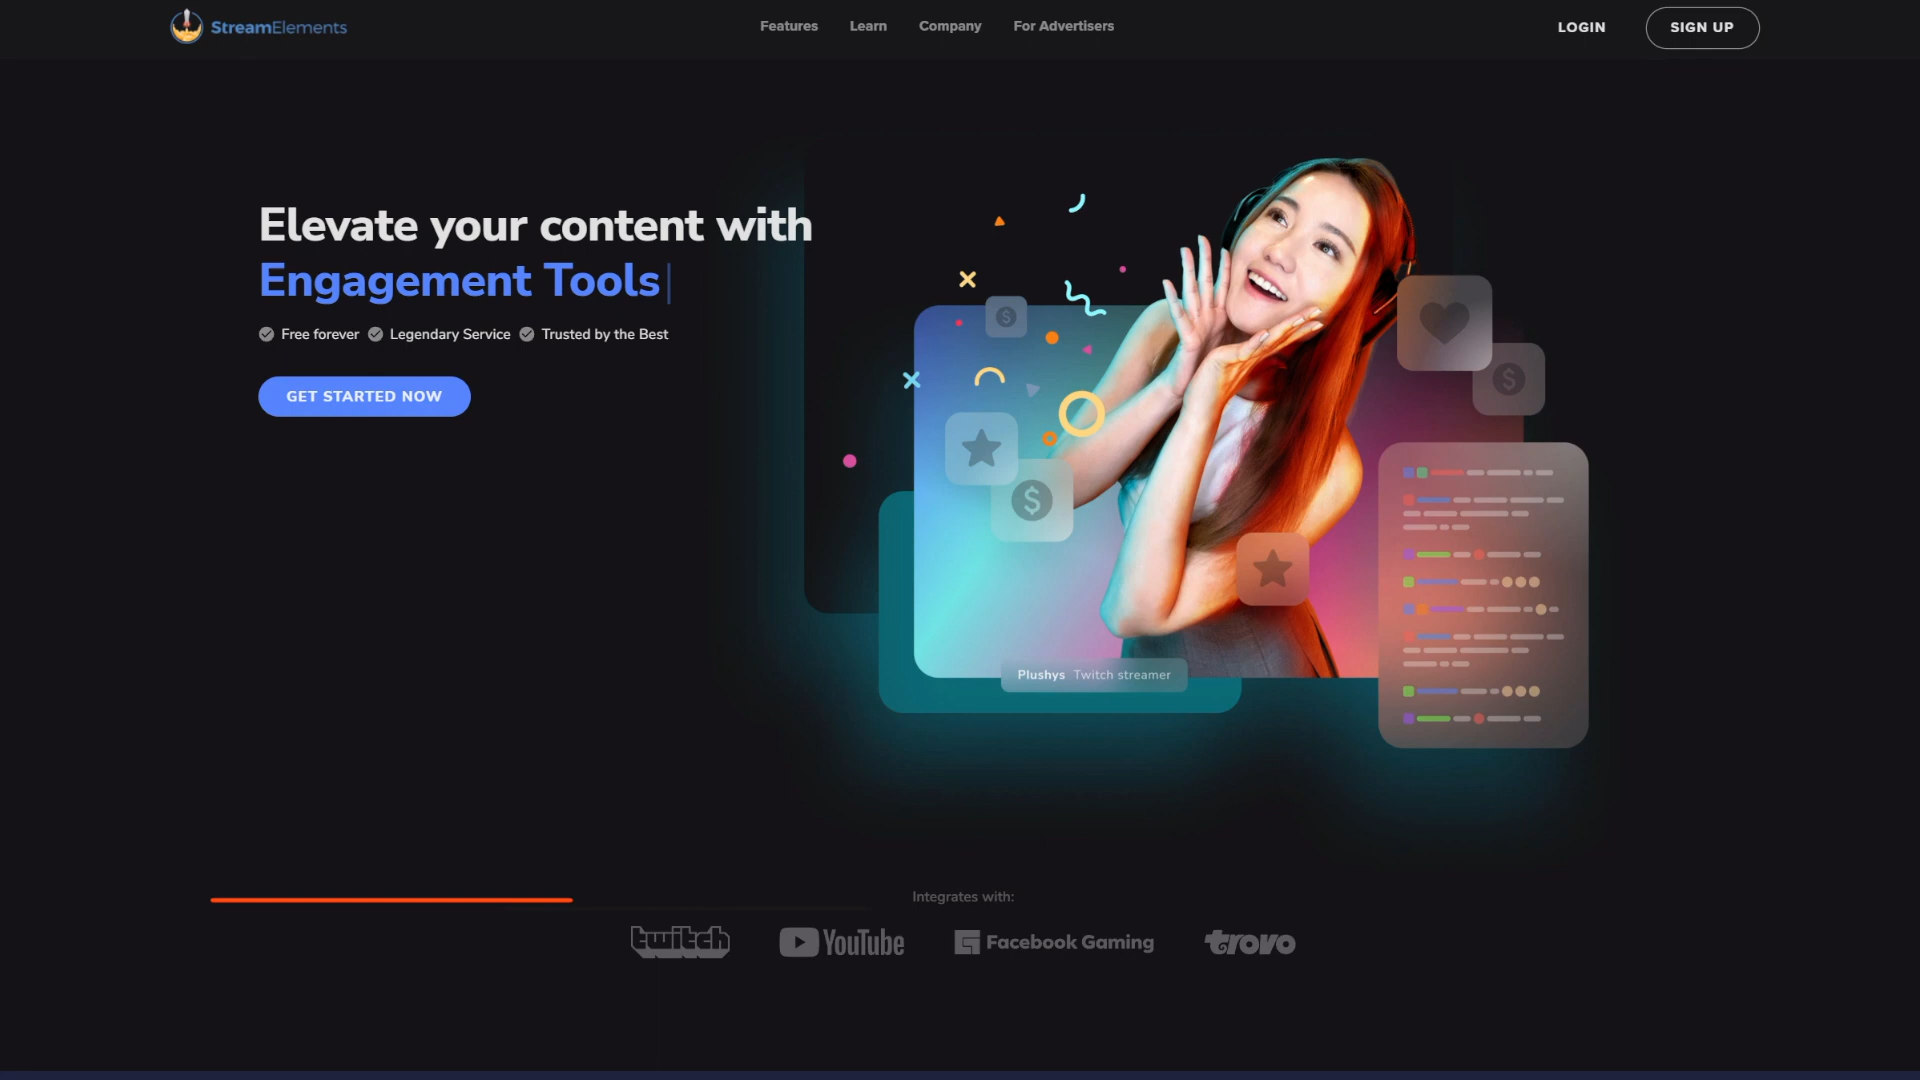 StreamElements
Features Learn Company For Advertisers
LOGIN SIGN UP
Elevate your content with
Engagement Tools
Free forever Legendary Service Trusted by the Best
GET STARTED NOW
Plushys Twitch streamer
Integrates with:
twitch YouTube Facebook Gaming trovo